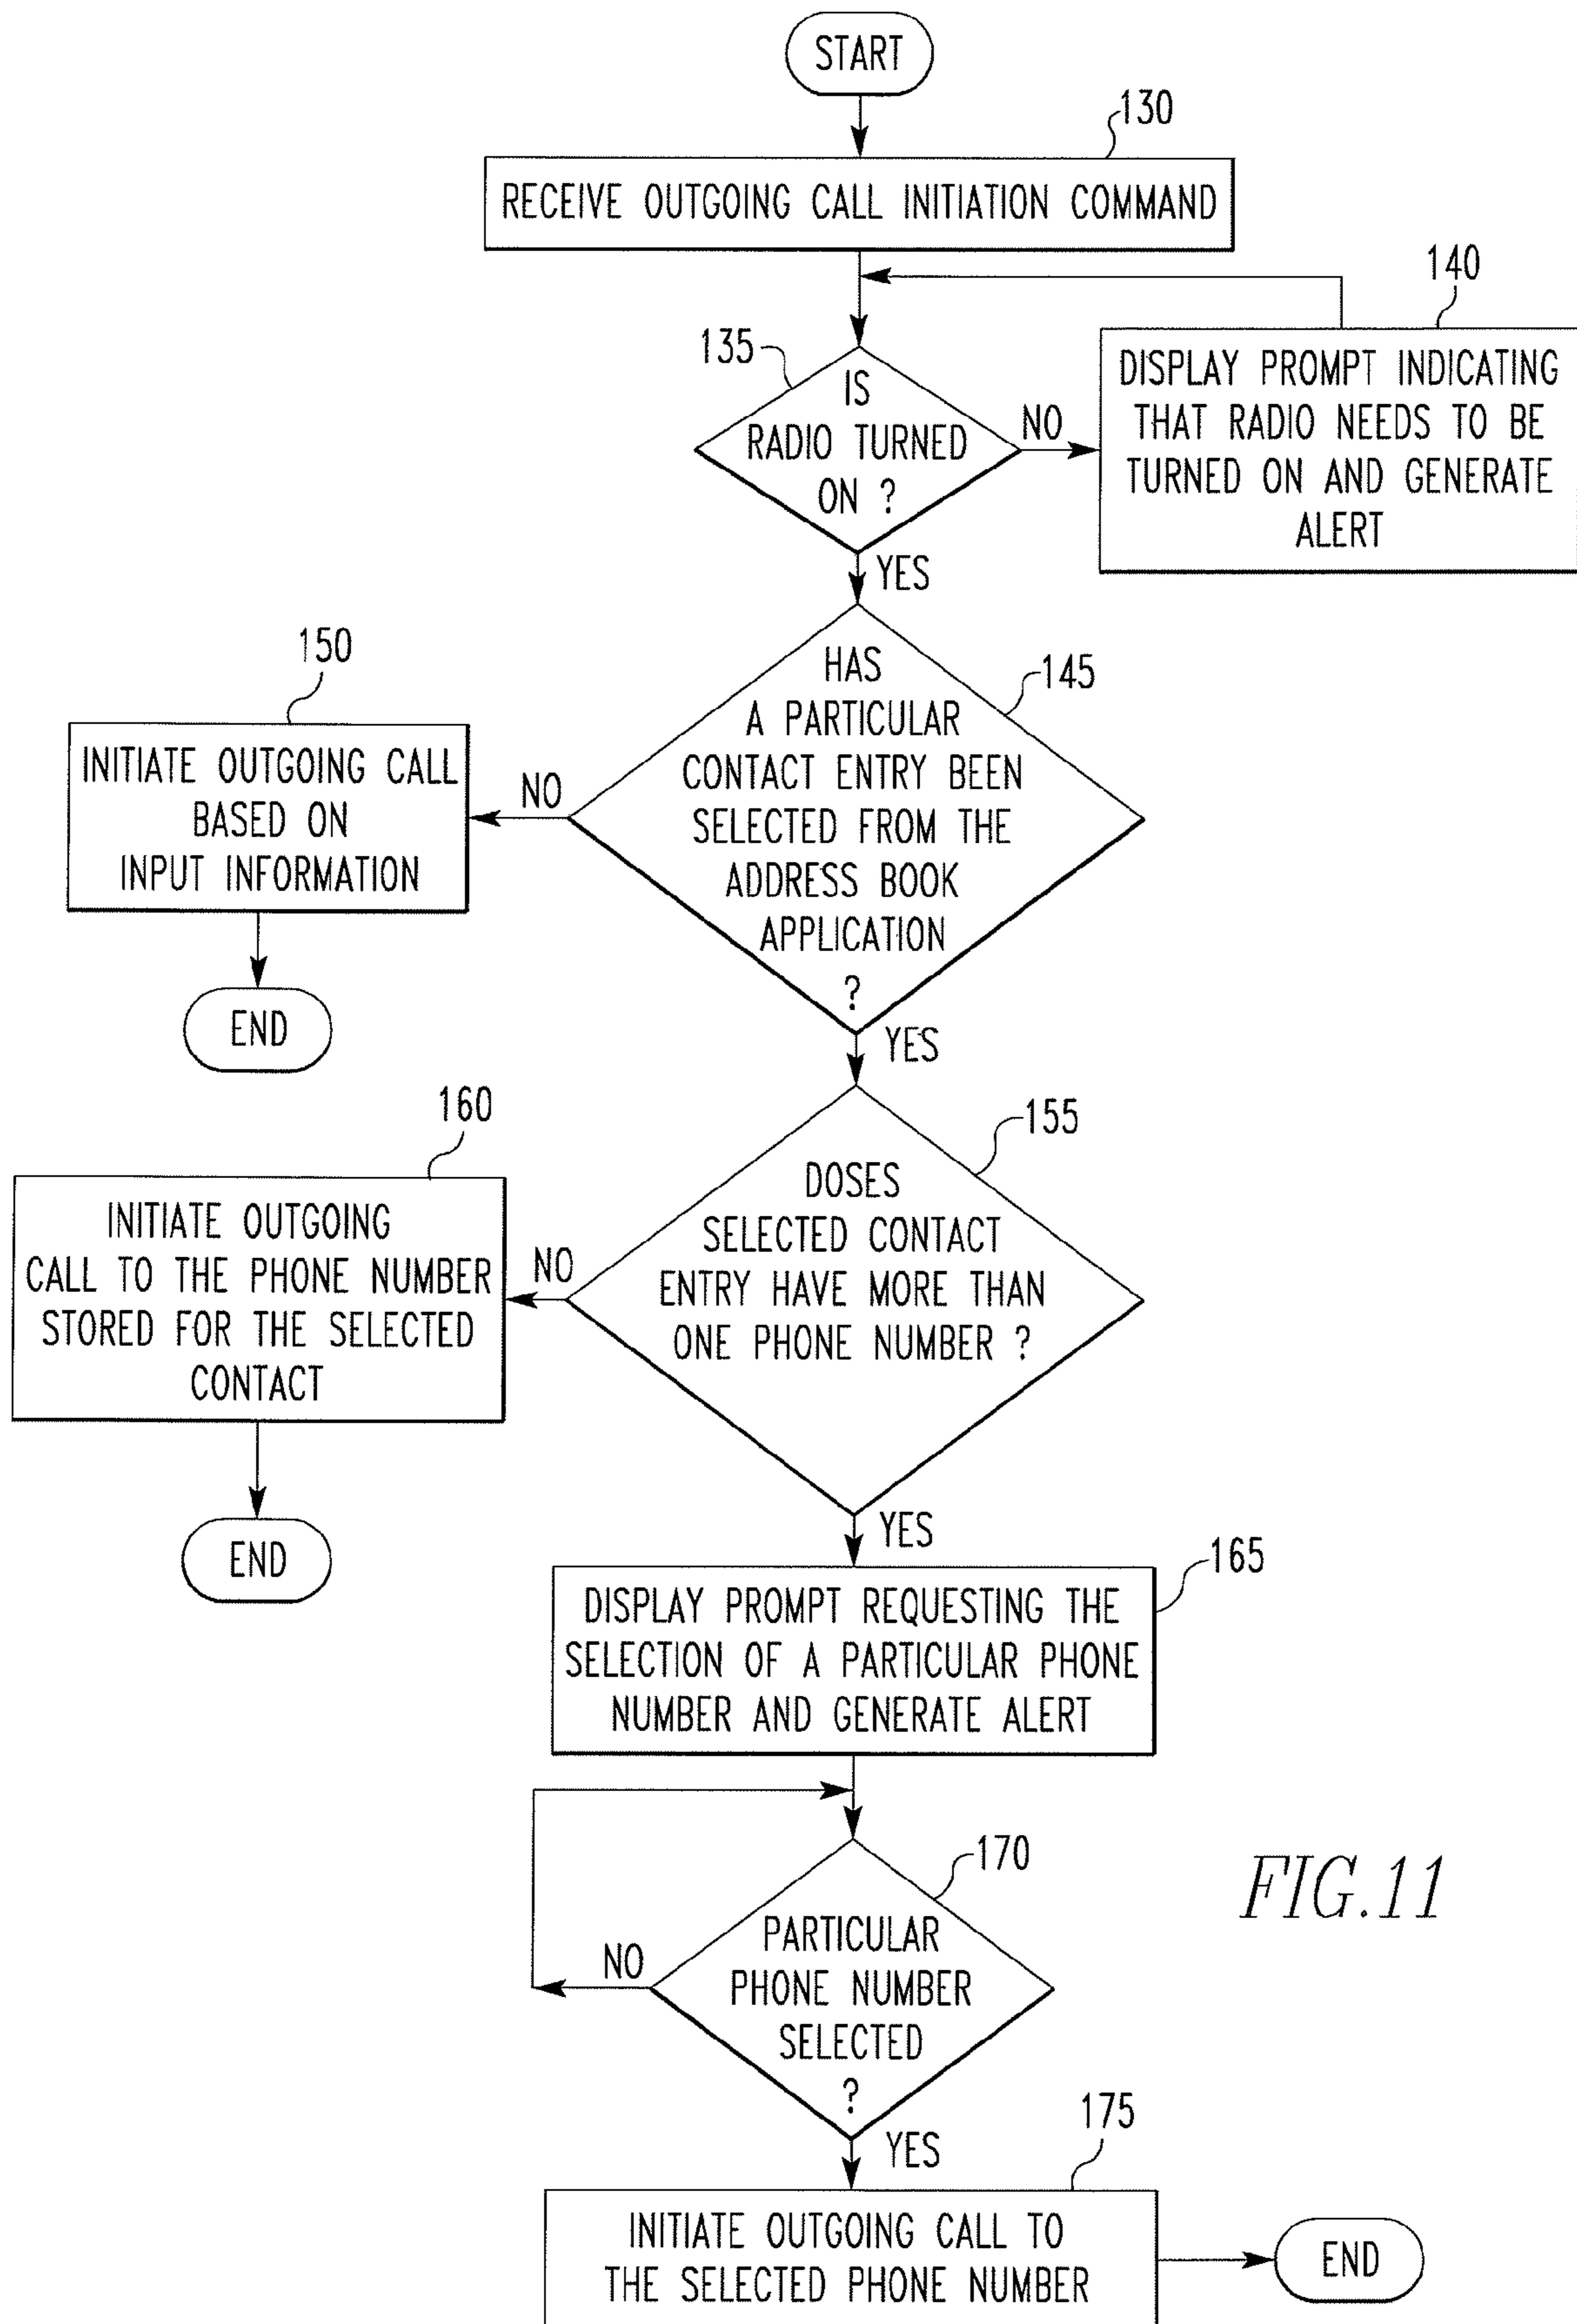 START
130
RECEIVE OUTGOING CALL INITIATION COMMAND
140
135
IS
RADIO TURNED
ON ?
NO
DISPLAY PROMPT INDICATING
THAT RADIO NEEDS TO BE
TURNED ON AND GENERATE
ALERT
YES
150
145
HAS
A PARTICULAR
CONTACT ENTRY BEEN
SELECTED FROM THE
ADDRESS BOOK
APPLICATION
?
NO
INITIATE OUTGOING CALL
BASED ON
INPUT INFORMATION
END
YES
160
155
DOSES
SELECTED CONTACT
ENTRY HAVE MORE THAN
ONE PHONE NUMBER ?
NO
INITIATE OUTGOING
CALL TO THE PHONE NUMBER
STORED FOR THE SELECTED
CONTACT
END
YES
165
DISPLAY PROMPT REQUESTING THE
SELECTION OF A PARTICULAR PHONE
NUMBER AND GENERATE ALERT
170
PARTICULAR
PHONE NUMBER
SELECTED
?
NO
FIG.11
YES
175
INITIATE OUTGOING CALL TO
THE SELECTED PHONE NUMBER
END